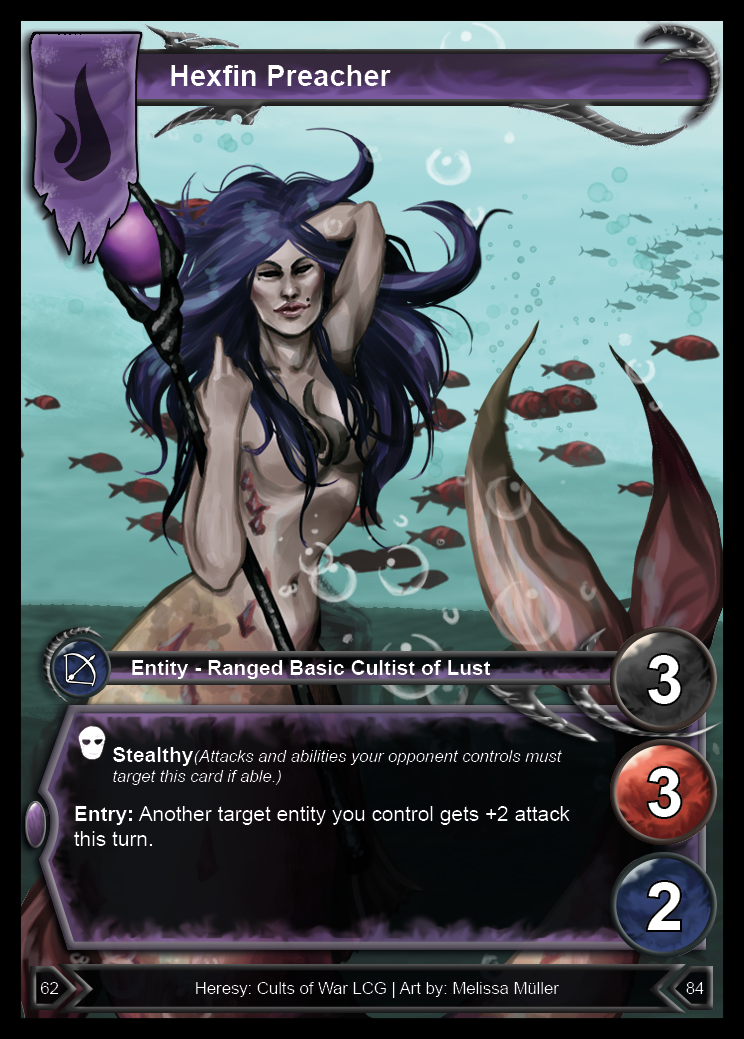 Hexfin Preacher
Entity - Ranged Basic Cultist of Lust
3
Stealthy(Attacks and abilities your opponent controls must
target this card if able.)
3
Entry: Another target entity you control gets +2 attack
this turn.
2
62
Heresy: Cults of War LCG | Art by: Melissa Müller
84